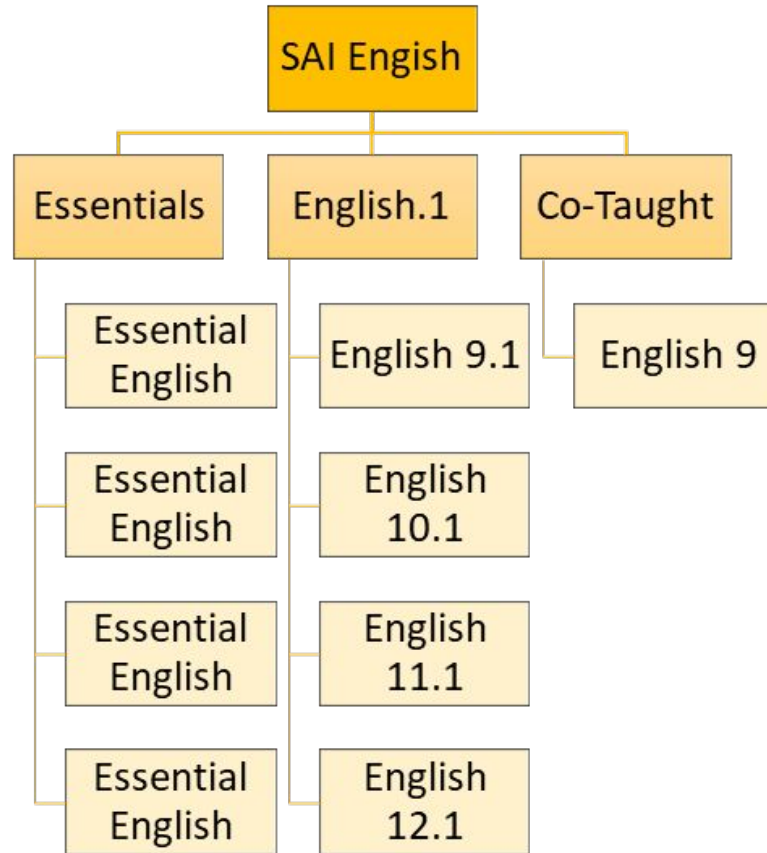 SAI Engish
Essentials
English.1
Co-Taught
Essential
English
English 9.1
English 9
Essential
English
English
10.1
Essential
English
English
11.1
Essential
English
English
12.1